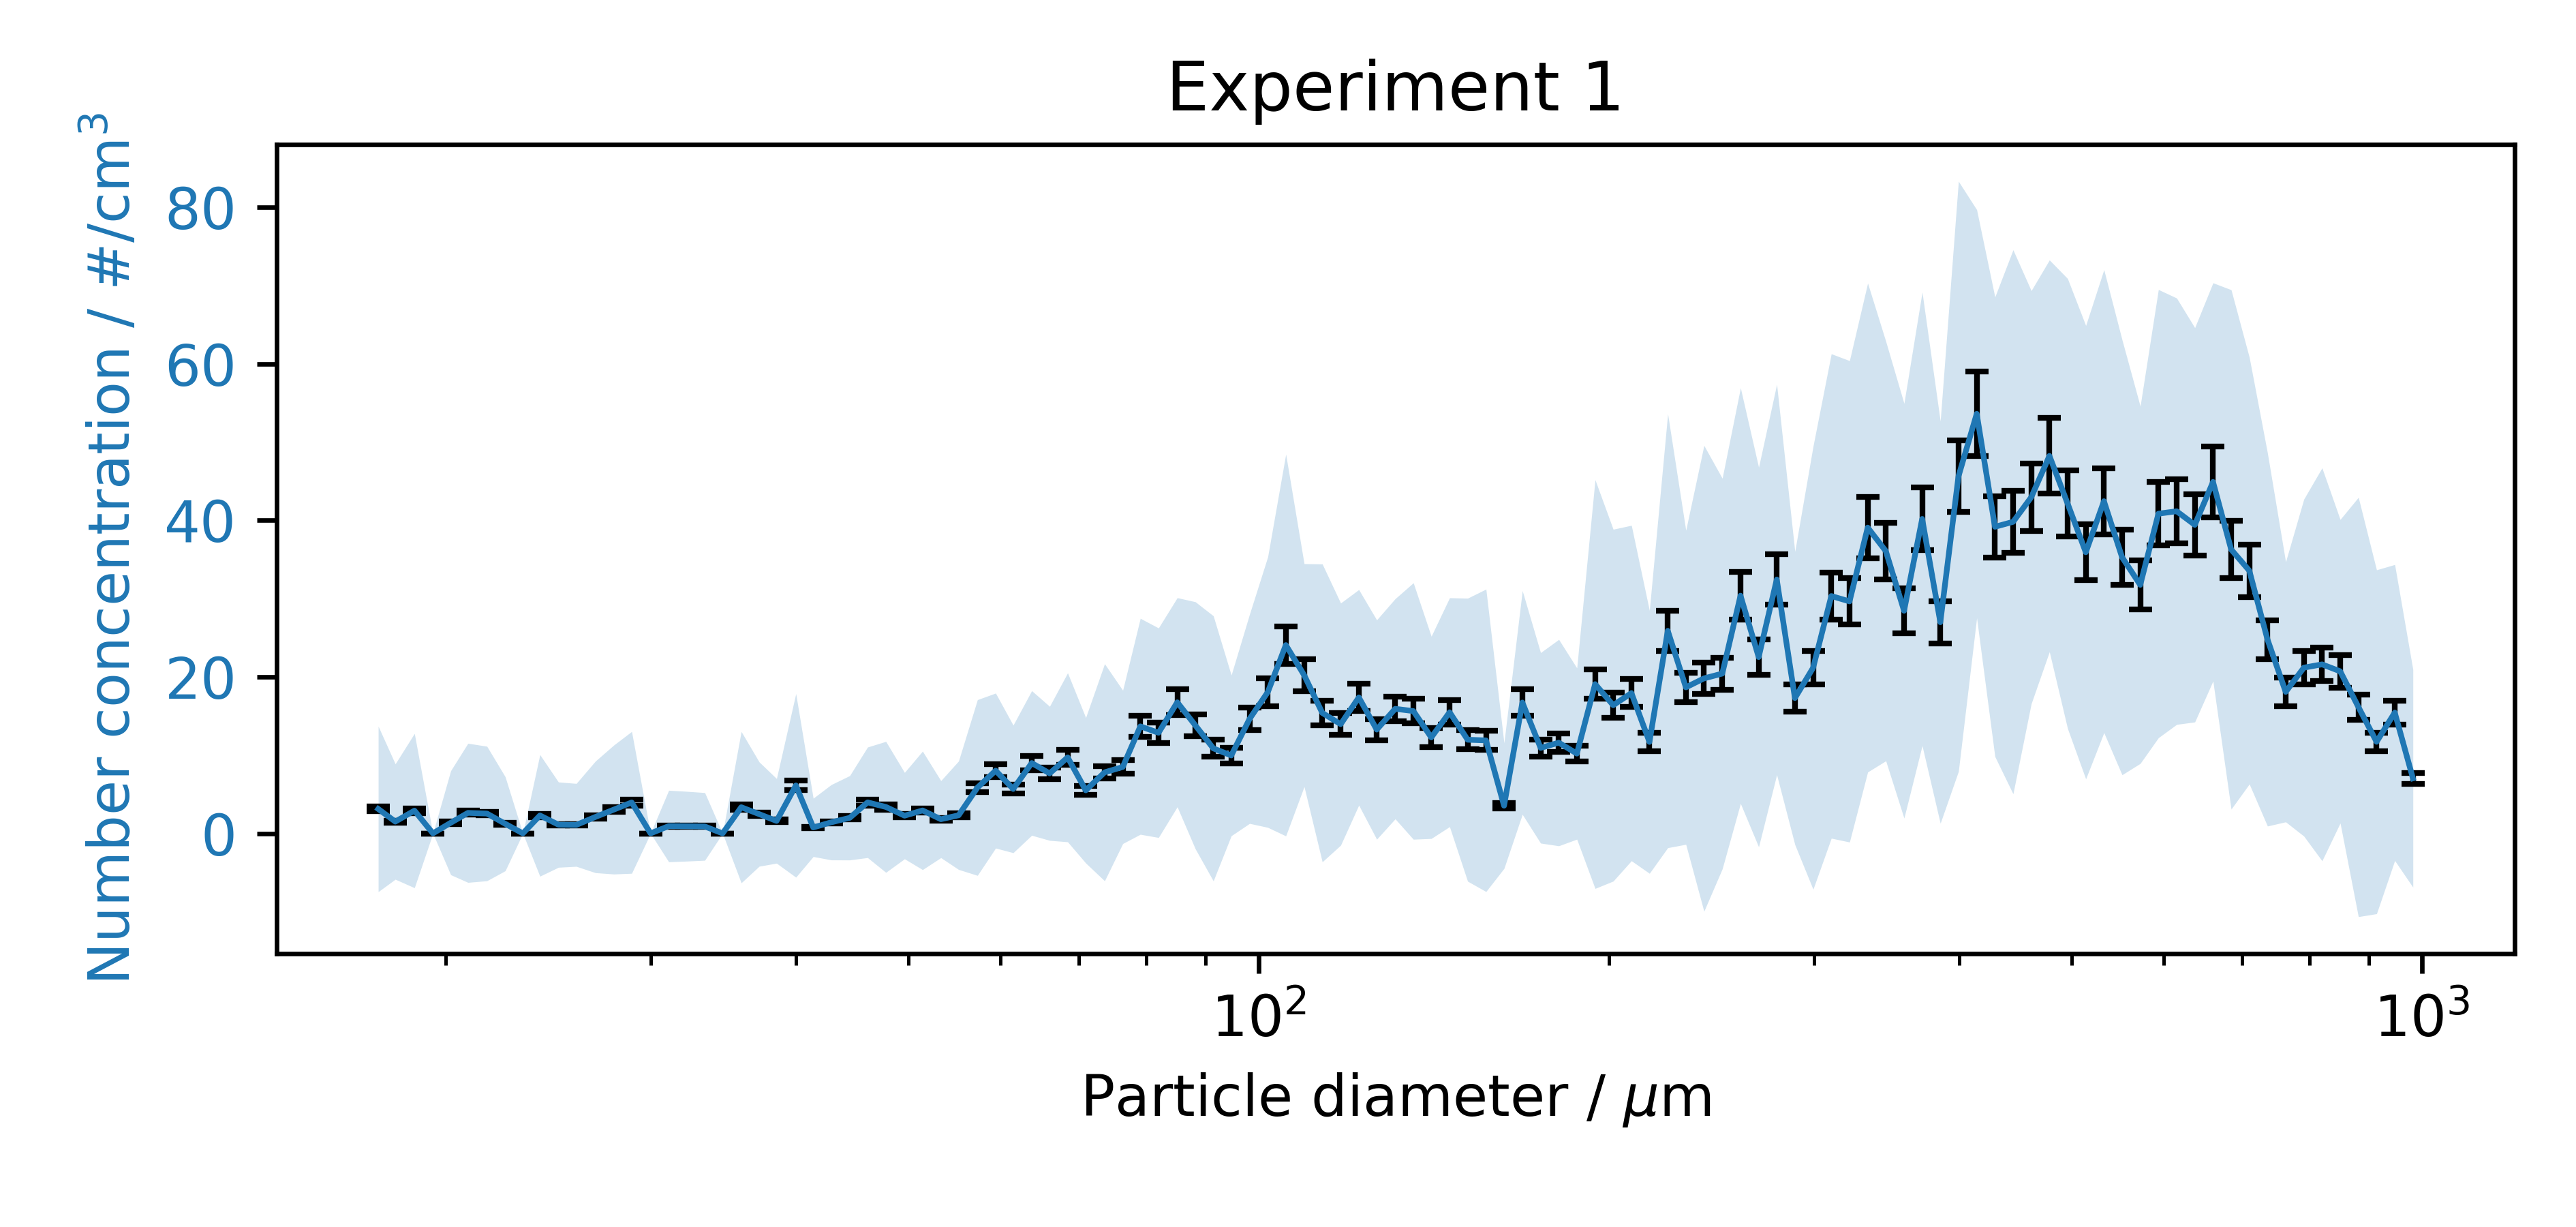 Experiment 1
Number concentration / #/cm³
80
60
40
20
0
10² 10³
Particle diameter / μm